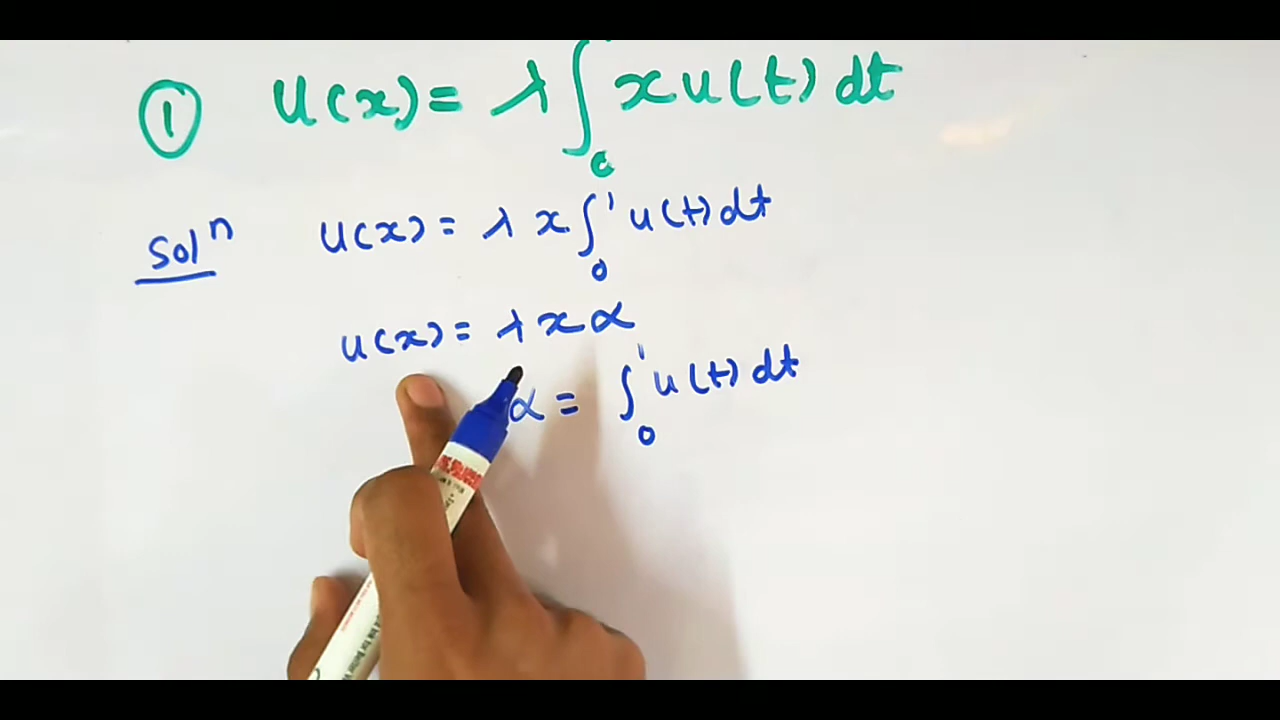 ① u(x) = λ ∫₀¹ x u(t) dt
Solⁿ u(x) = λ x ∫₀¹ u(t) dt
u(x) = λ x α
α = ∫₀¹ u(t) dt